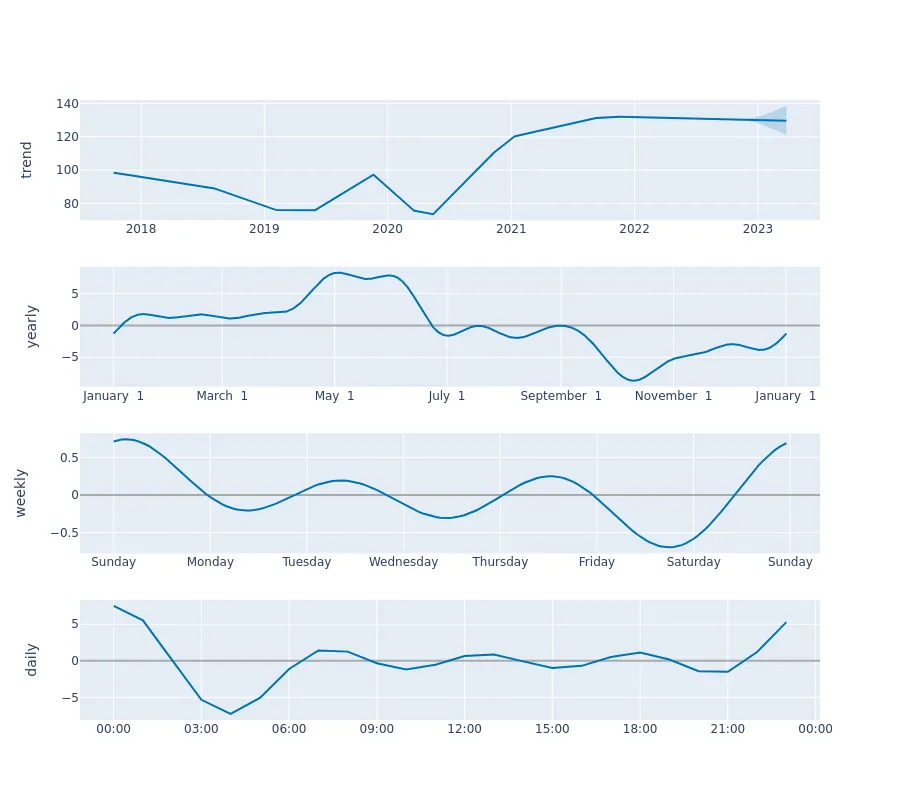 140
120
100
80
trend
2018 2019 2020 2021 2022 2023
5
0
−5
yearly
January 1 March 1 May 1 July 1 September 1 November 1 January 1
0.5
0
−0.5
weekly
Sunday Monday Tuesday Wednesday Thursday Friday Saturday Sunday
5
0
−5
daily
00:00 03:00 06:00 09:00 12:00 15:00 18:00 21:00 00:00